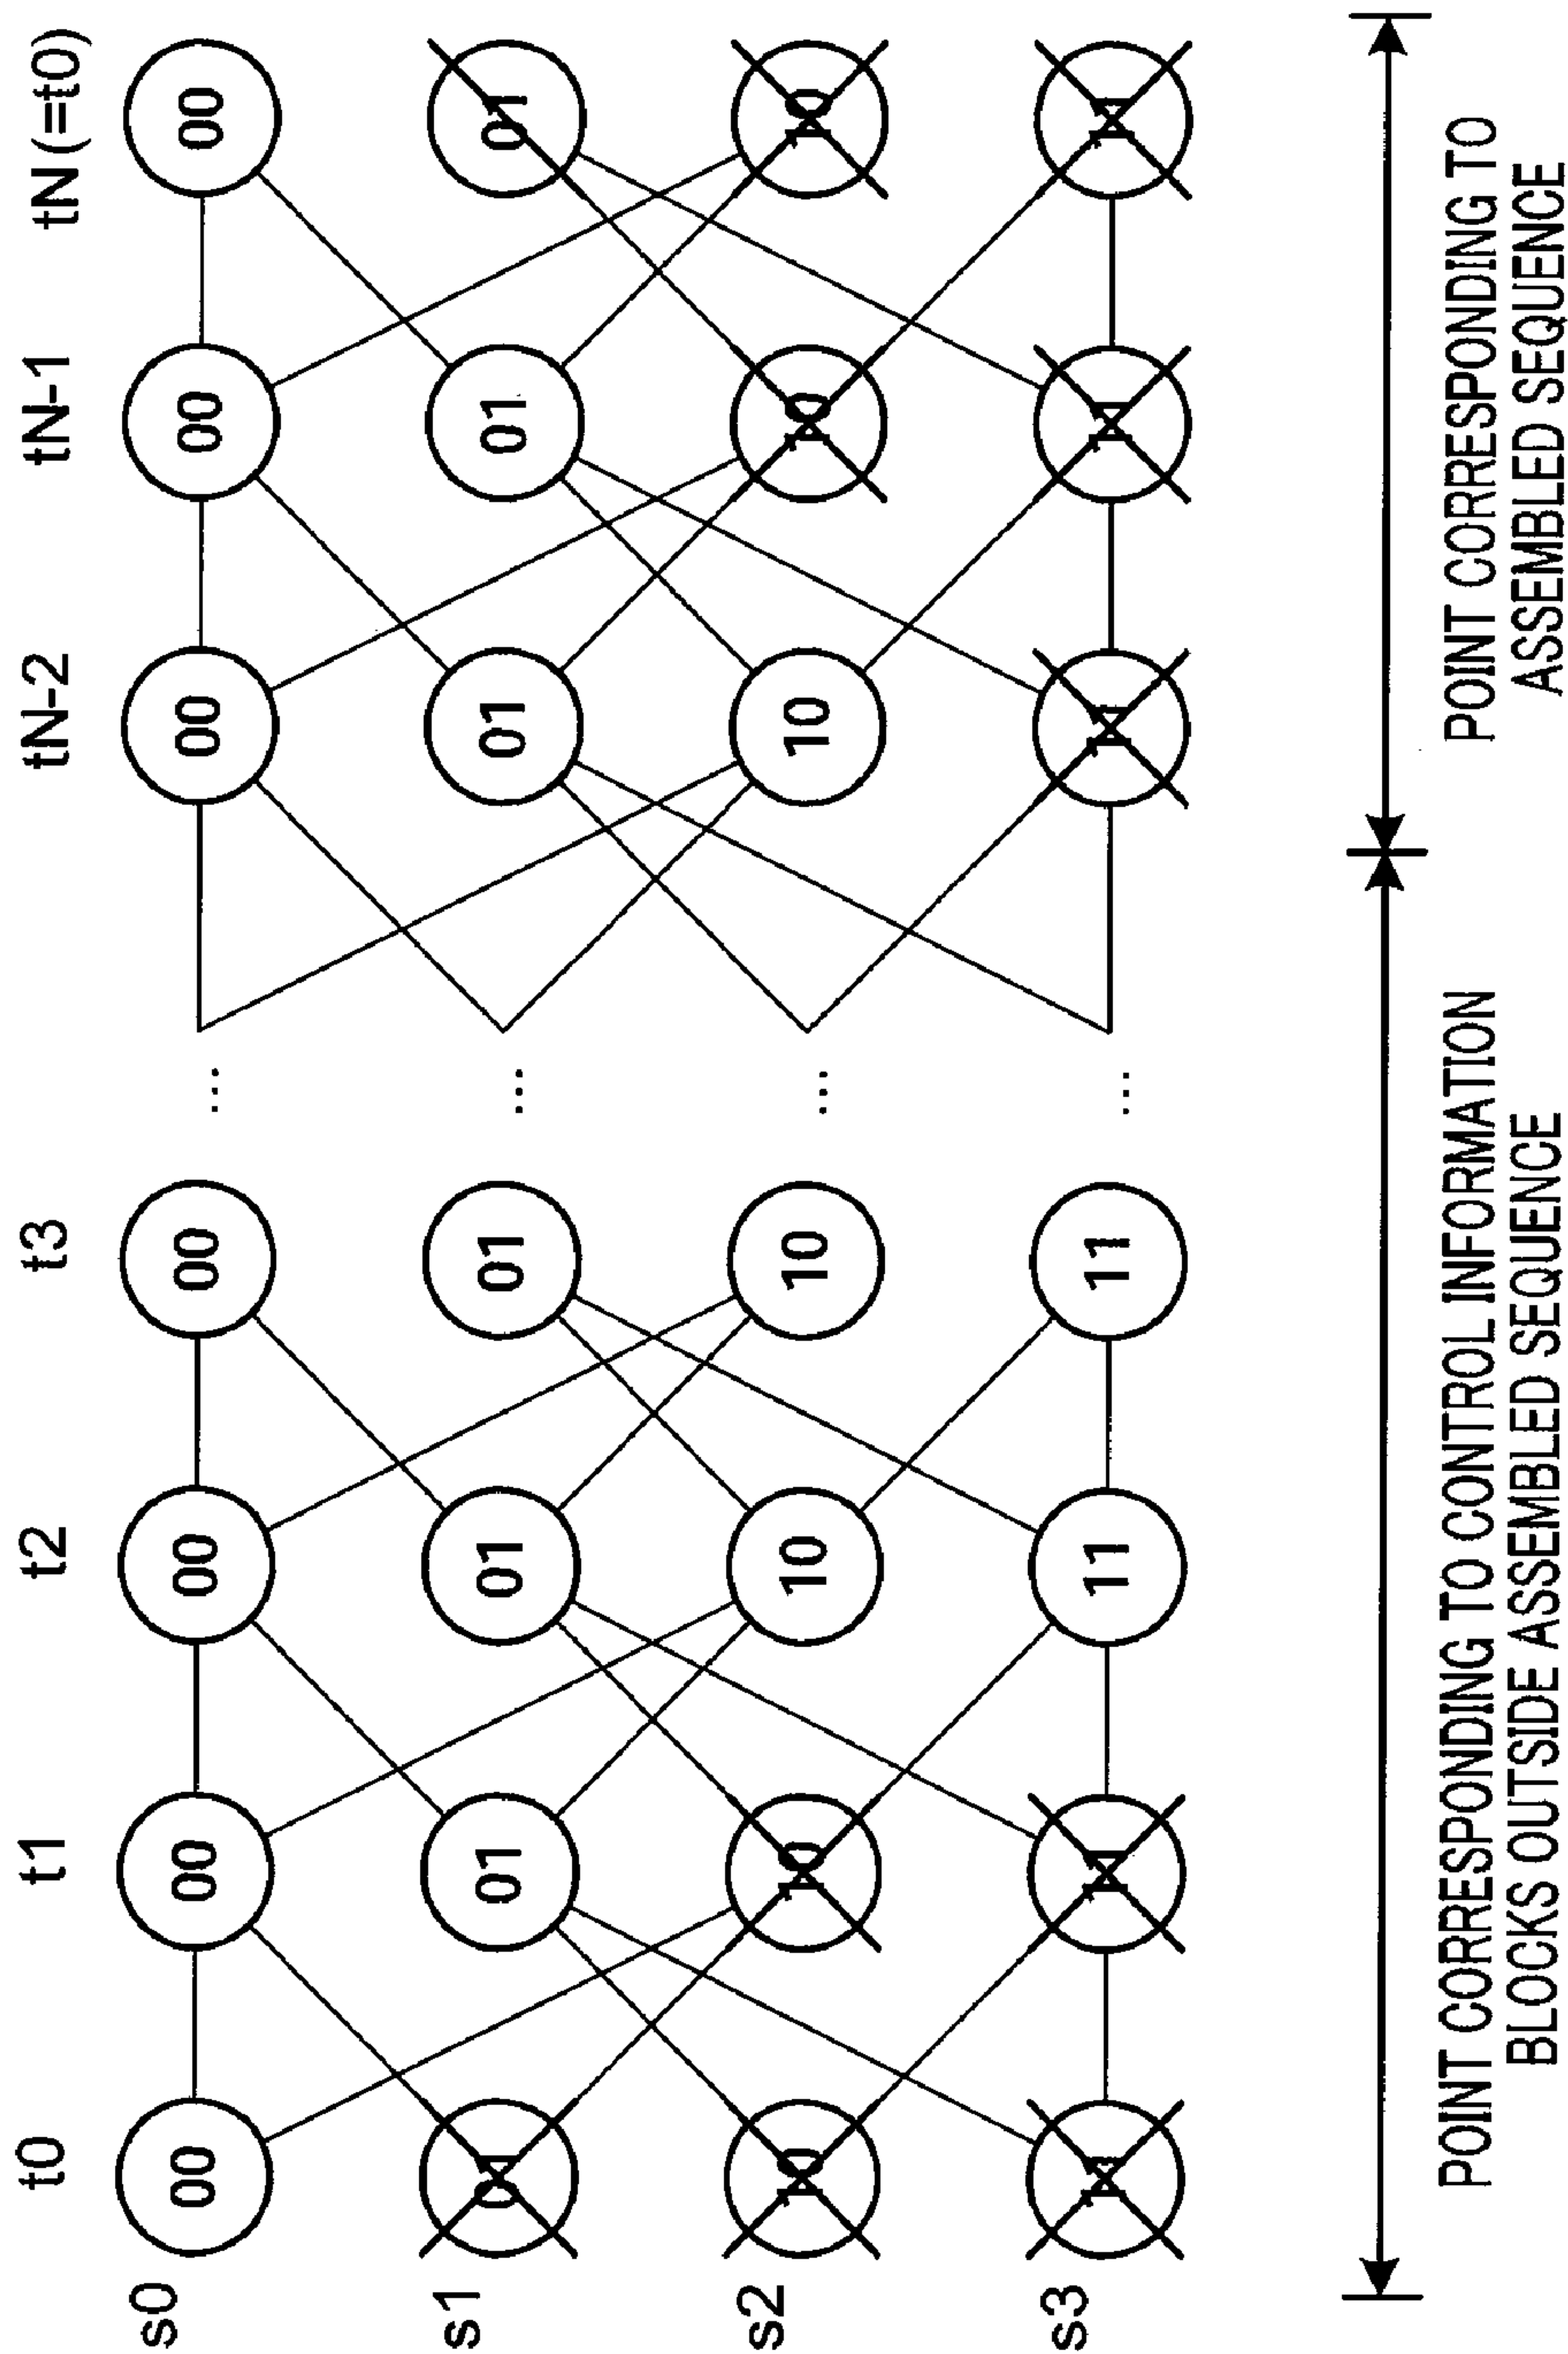 t0 t1 t2 t3 tN-2 tN-1 tN (=t0)
s0 00 00 00 00 ... 00 00 00
s1 01 01 01 01 ... 01 01 01
s2 10 10 10 10 ... 10 10 10
s3 11 11 11 11 ... 11 11 11
POINT CORRESPONDING TO CONTROL INFORMATION
BLOCKS OUTSIDE ASSEMBLED SEQUENCE
POINT CORRESPONDING TO
ASSEMBLED SEQUENCE